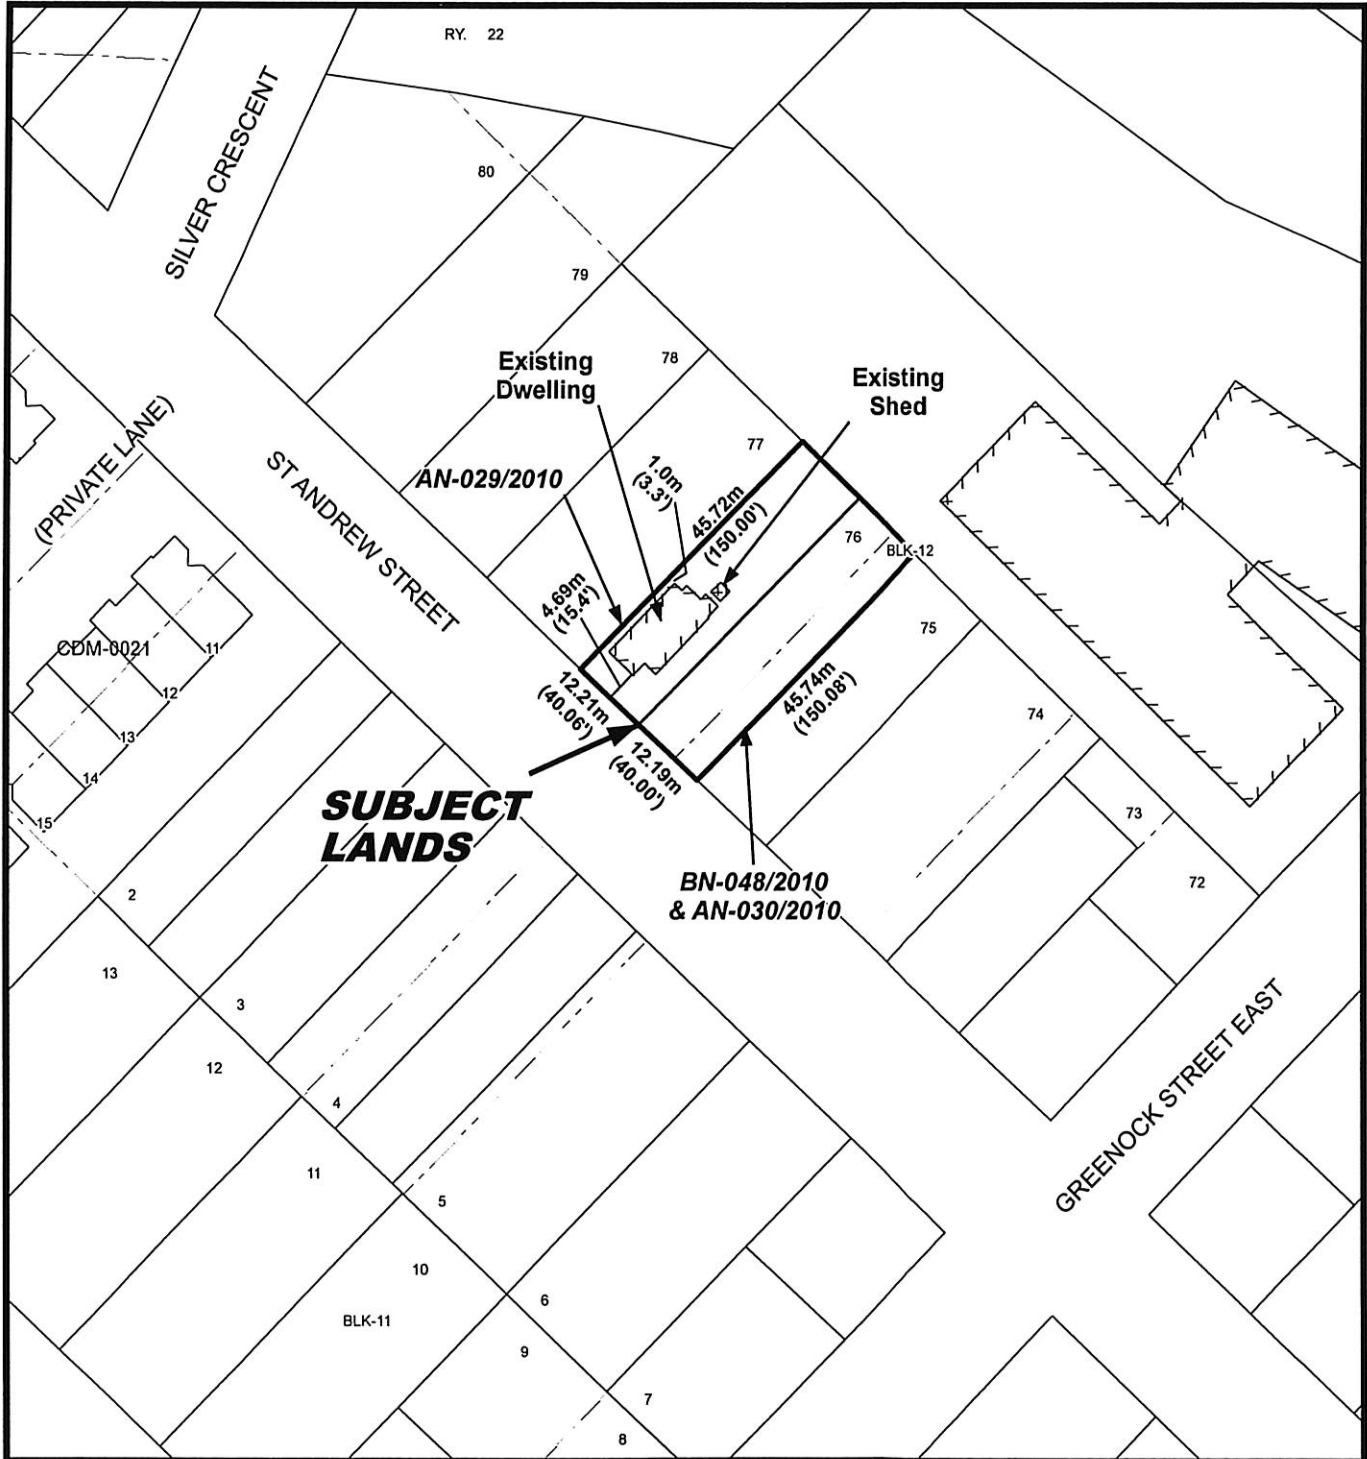 RY. 22
SILVER CRESCENT
80
79
78
Existing
Dwelling
Existing
Shed
77
(PRIVATE LANE)
ST ANDREW STREET
AN-029/2010
1.0m
(3.3')
45.72m
(150.00')
76
BLK-12
4.69m
(15.4')
75
CDM-0021
11
12
13
14
15
12.21m
(40.06')
12.19m
(40.00')
45.74m
(150.08')
74
73
72
SUBJECT
LANDS
BN-048/2010
& AN-030/2010
2
13
3
12
4
11
5
10
6
BLK-11
9
7
8
GREENOCK STREET EAST